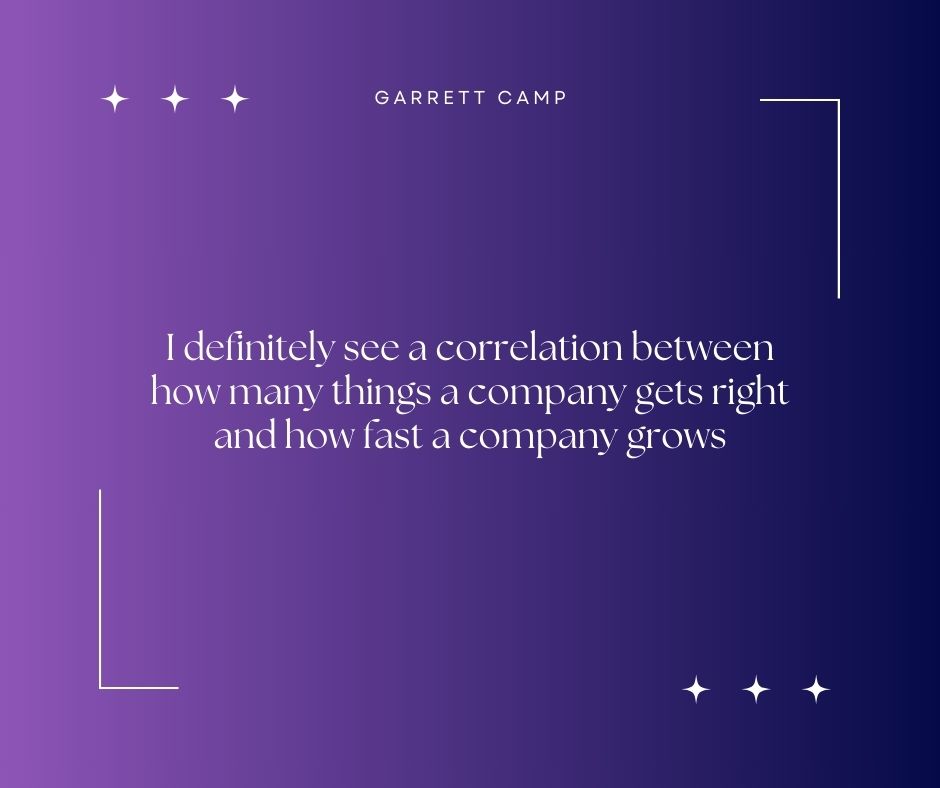 GARRETT CAMP
I definitely see a correlation between
how many things a company gets right
and how fast a company grows